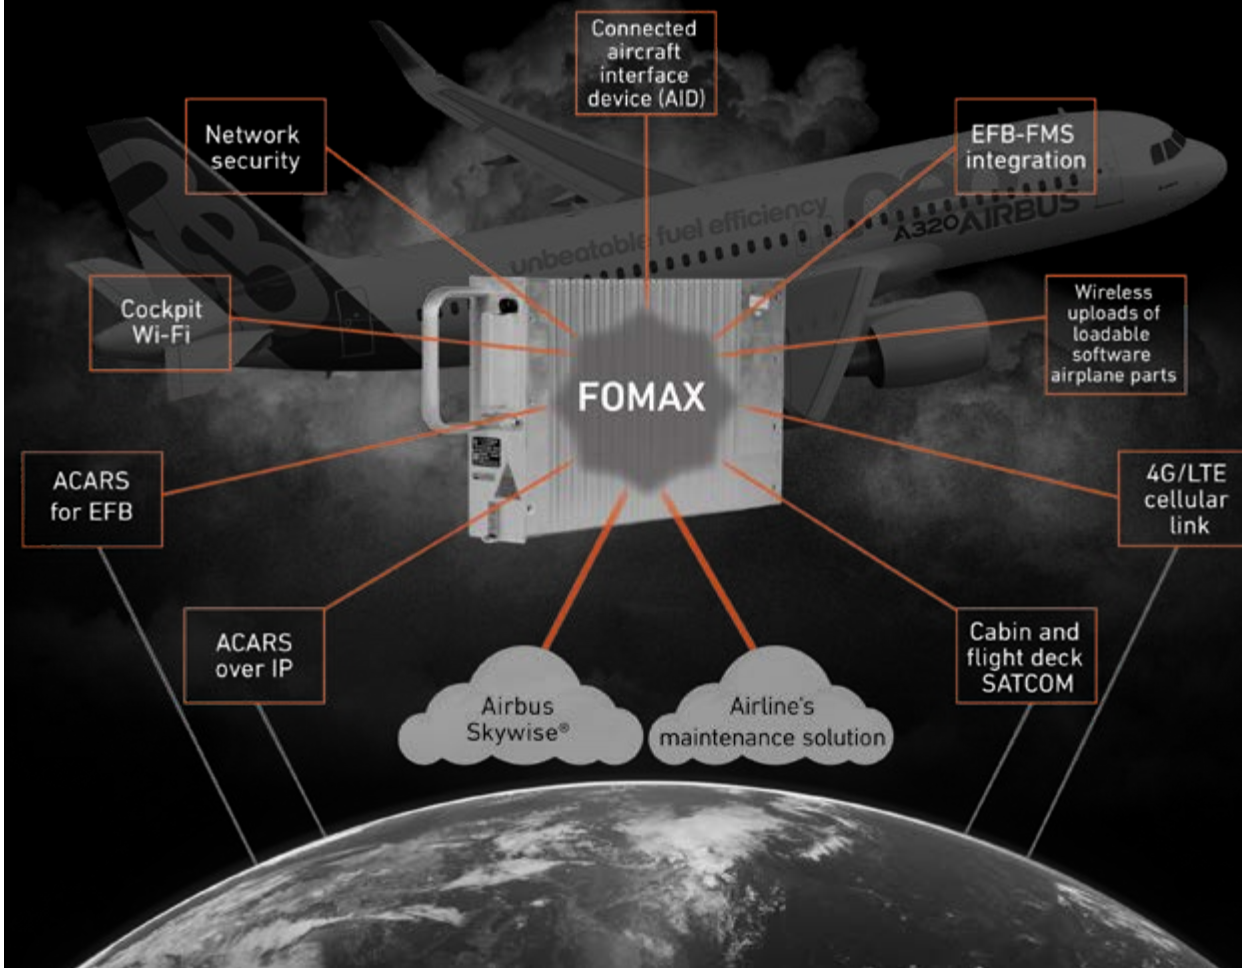 Connected
aircraft
interface
device (AID)
Network
security
EFB-FMS
integration
unbeatable fuel efficiency
A320 AIRBUS
Cockpit
Wi-Fi
Wireless
uploads of
loadable
software
airplane parts
FOMAX
ACARS
for EFB
4G/LTE
cellular
link
ACARS
over IP
Cabin and
flight deck
SATCOM
Airbus
Skywise®
Airline's
maintenance solution